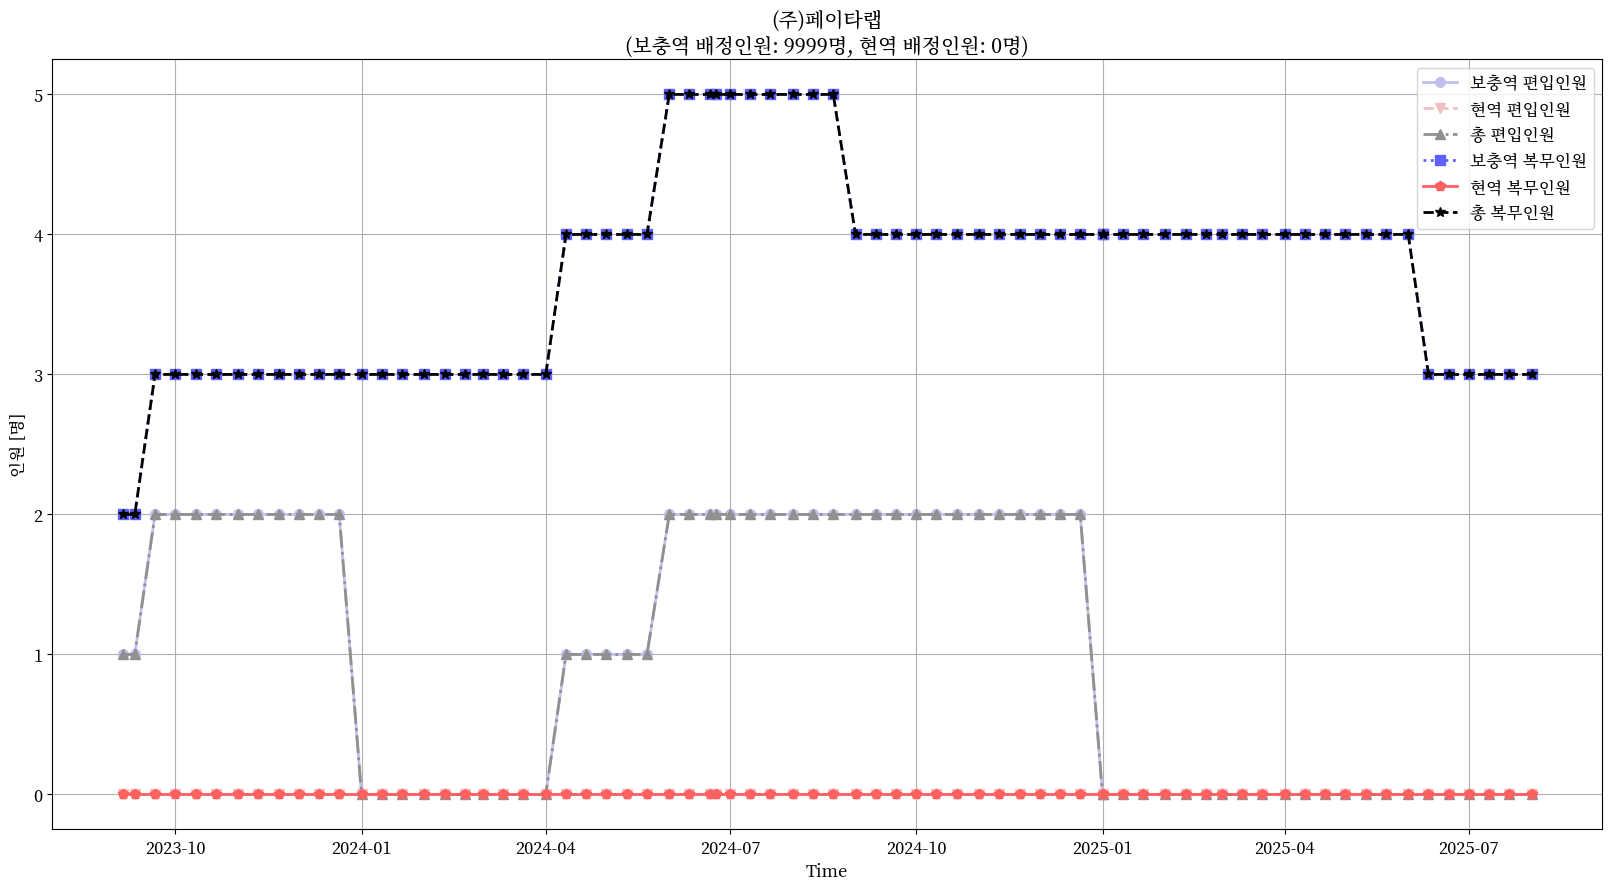 (주)페이타랩
(보충역 배정인원: 9999명, 현역 배정인원: 0명)
보충역 편입인원
현역 편입인원
총 편입인원
보충역 복무인원
현역 복무인원
총 복무인원
인원 [명]
5
4
3
2
1
0
2023-10
2024-01
2024-04
2024-07
2024-10
2025-01
2025-04
2025-07
Time